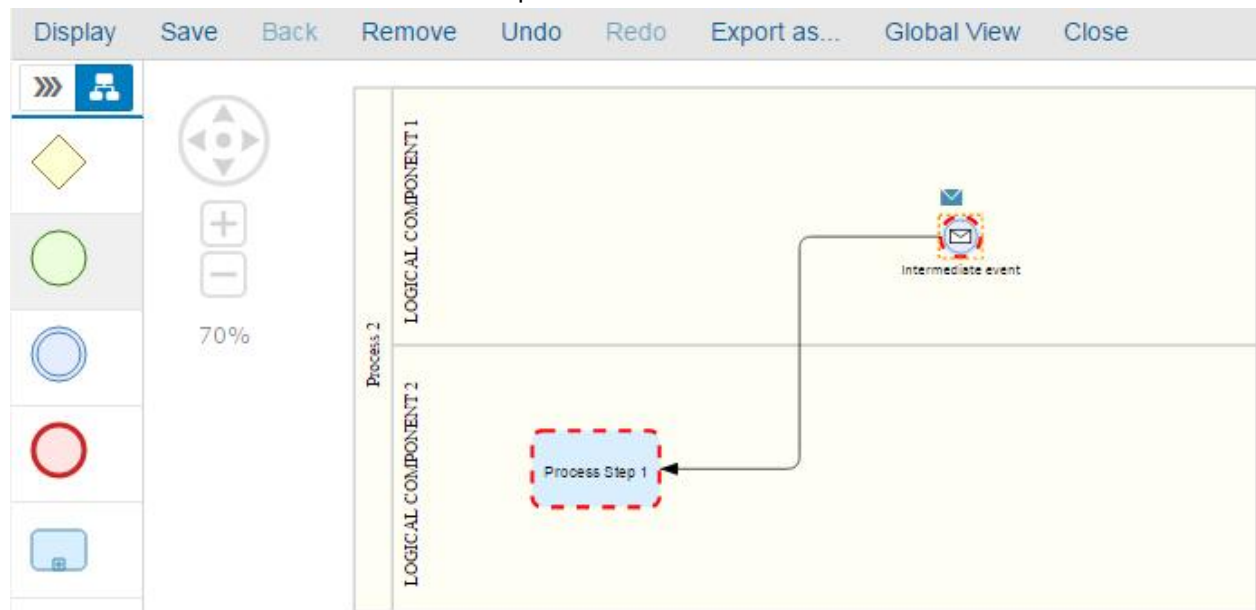 Display Save Back Remove Undo Redo Export as... Global View Close
70%
Process 2
LOGICAL COMPONENT 1
Intermediate event
LOGICAL COMPONENT 2
Process Step 1